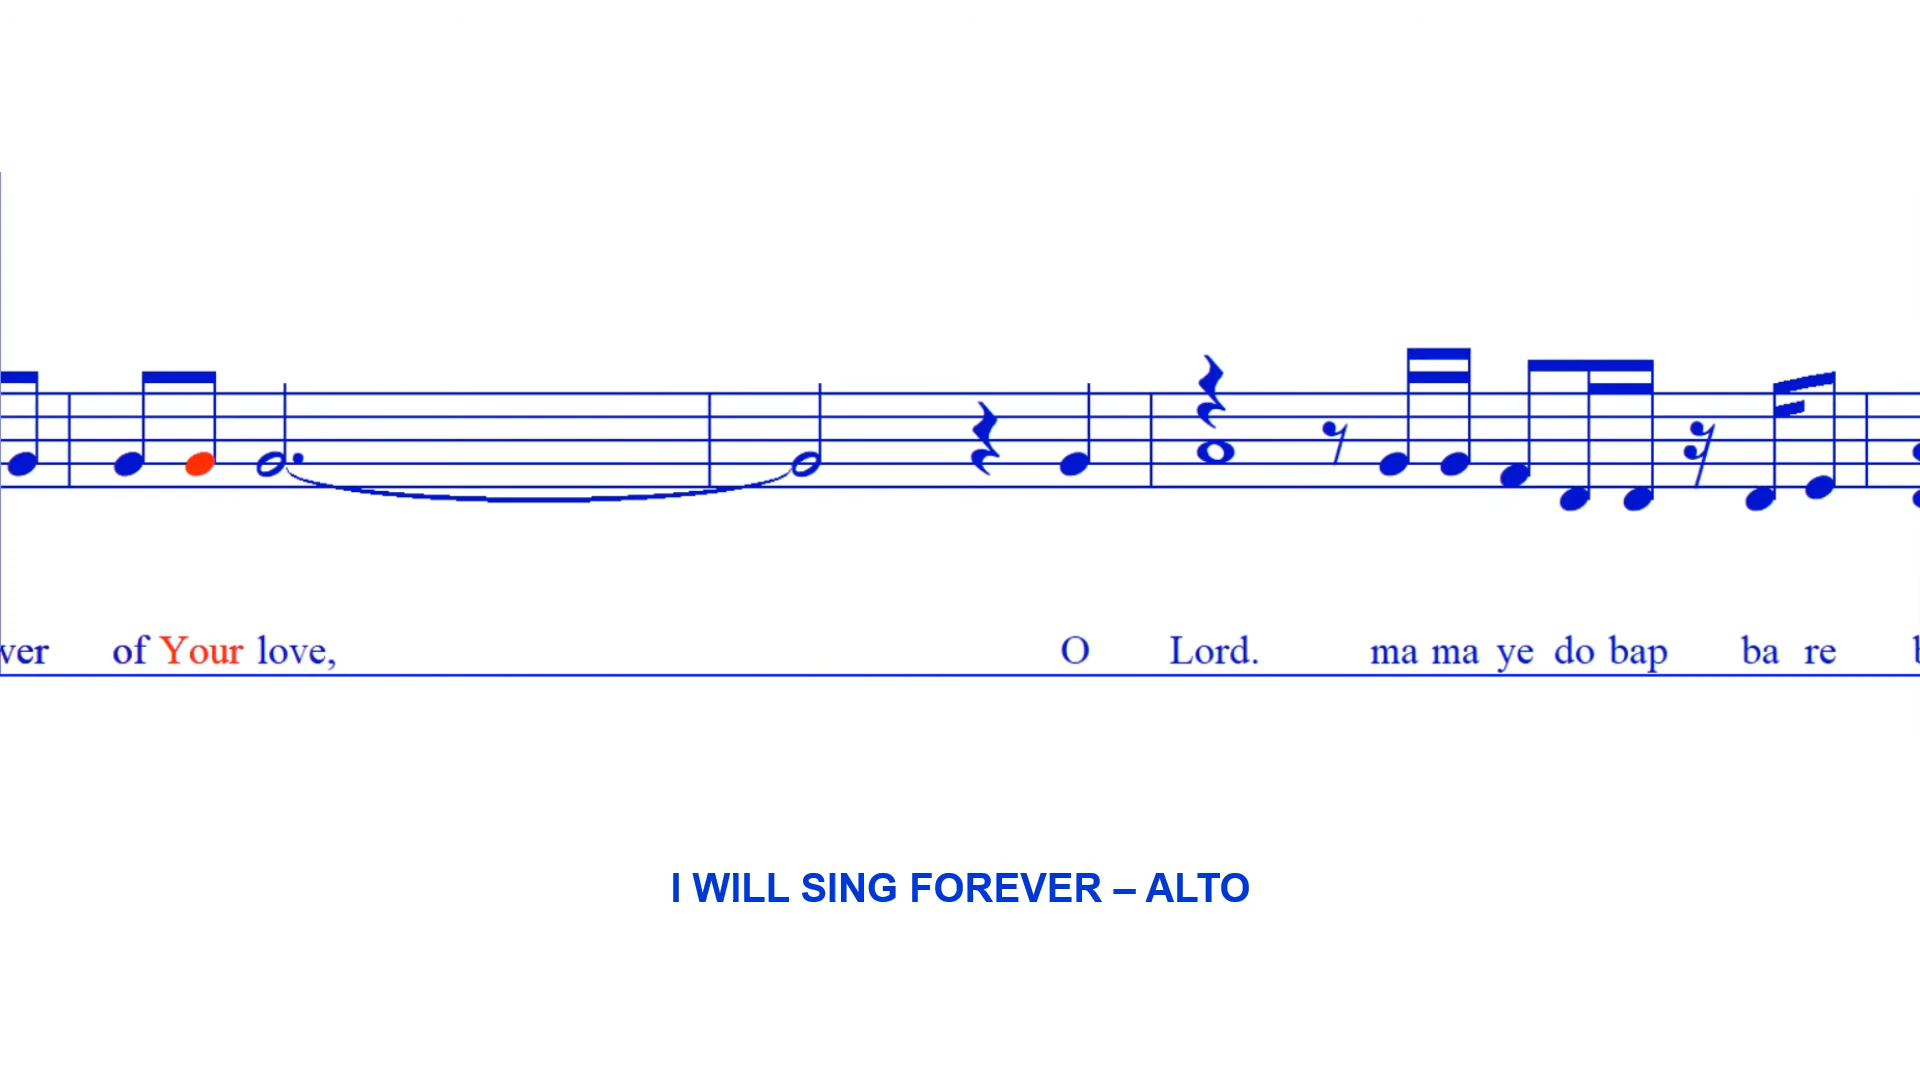 ver of Your love, O Lord. ma ma ye do bap ba re
I WILL SING FOREVER – ALTO